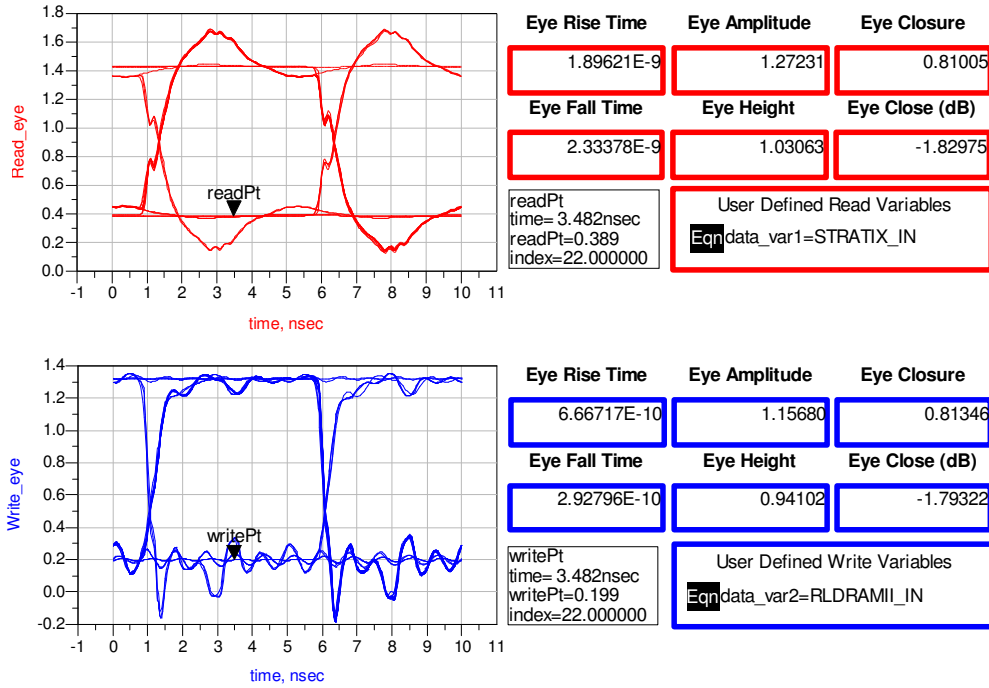 Eye Rise Time Eye Amplitude Eye Closure
1.89621E-9 1.27231 0.81005
Eye Fall Time Eye Height Eye Close (dB)
2.33378E-9 1.03063 -1.82975
readPt
time= 3.482nsec
readPt=0.389
index=22.000000
User Defined Read Variables
Eqn data_var1=STRATIX_IN
Read_eye
1.8
1.6
1.4
1.2
1.0
0.8
0.6
0.4
0.2
0.0
readPt
-1 0 1 2 3 4 5 6 7 8 9 10 11
time, nsec
Eye Rise Time Eye Amplitude Eye Closure
6.66717E-10 1.15680 0.81346
Eye Fall Time Eye Height Eye Close (dB)
2.92796E-10 0.94102 -1.79322
writePt
time= 3.482nsec
writePt=0.199
index=22.000000
User Defined Write Variables
Eqn data_var2=RLDRAMII_IN
Write_eye
1.4
1.2
1.0
0.8
0.6
0.4
0.2
0.0
-0.2
writePt
-1 0 1 2 3 4 5 6 7 8 9 10 11
time, nsec